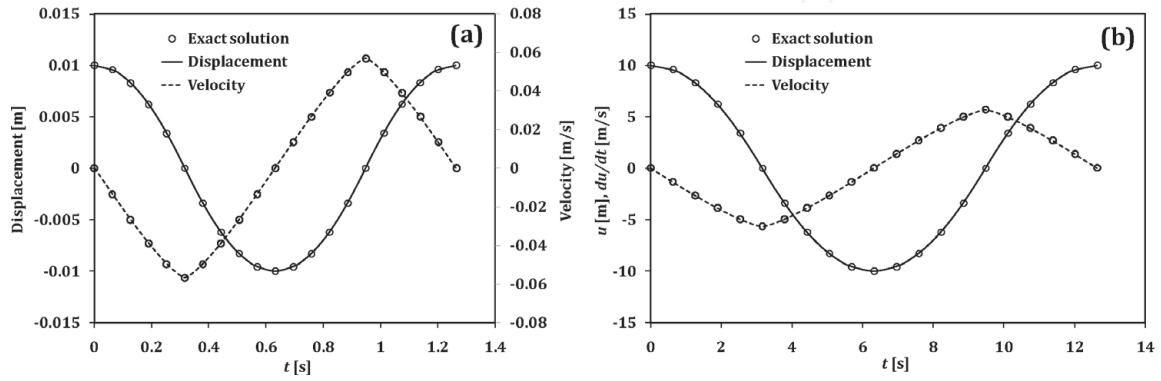 (a)
Exact solution
Displacement
Velocity
0.015
0.01
0.005
0
-0.005
-0.01
-0.015
Displacement [m]
0.08
0.06
0.04
0.02
0
-0.02
-0.04
-0.06
-0.08
Velocity [m/s]
0 0.2 0.4 0.6 0.8 1 1.2 1.4
t [s]
(b)
Exact solution
Displacement
Velocity
15
10
5
0
-5
-10
-15
u [m], du/dt [m/s]
0 2 4 6 8 10 12 14
t [s]